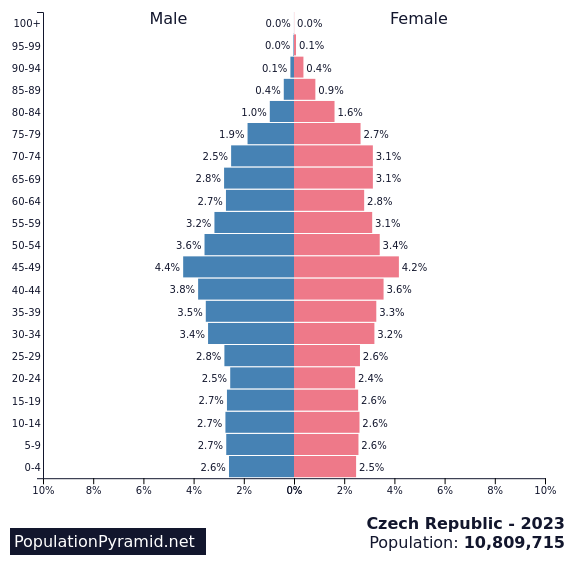 Male Female
100+ 0.0% 0.0%
95-99 0.0% 0.1%
90-94 0.1% 0.4%
85-89 0.4% 0.9%
80-84 1.0% 1.6%
75-79 1.9% 2.7%
70-74 2.5% 3.1%
65-69 2.8% 3.1%
60-64 2.7% 2.8%
55-59 3.2% 3.1%
50-54 3.6% 3.4%
45-49 4.4% 4.2%
40-44 3.8% 3.6%
35-39 3.5% 3.3%
30-34 3.4% 3.2%
25-29 2.8% 2.6%
20-24 2.5% 2.4%
15-19 2.7% 2.6%
10-14 2.7% 2.6%
5-9 2.7% 2.6%
0-4 2.6% 2.5%
10% 8% 6% 4% 2% 0% 2% 4% 6% 8% 10%
Czech Republic - 2023
PopulationPyramid.net Population: 10,809,715